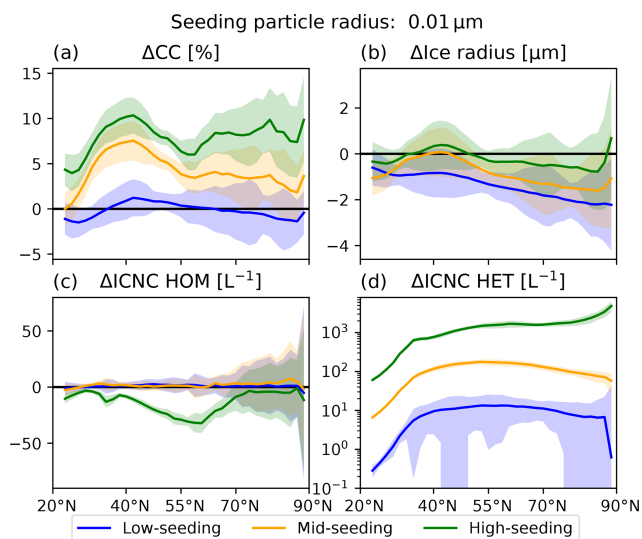 Seeding particle radius: 0.01 µm
(a) ΔCC [%]
(b) ΔIce radius [µm]
15
10
5
0
−5
2
0
−2
−4
(c) ΔICNC HOM [L⁻¹]
(d) ΔICNC HET [L⁻¹]
50
0
−50
10³
10²
10¹
10⁰
10⁻¹
20°N 40°N 55°N 70°N 90°N
20°N 40°N 55°N 70°N 90°N
Low-seeding Mid-seeding High-seeding